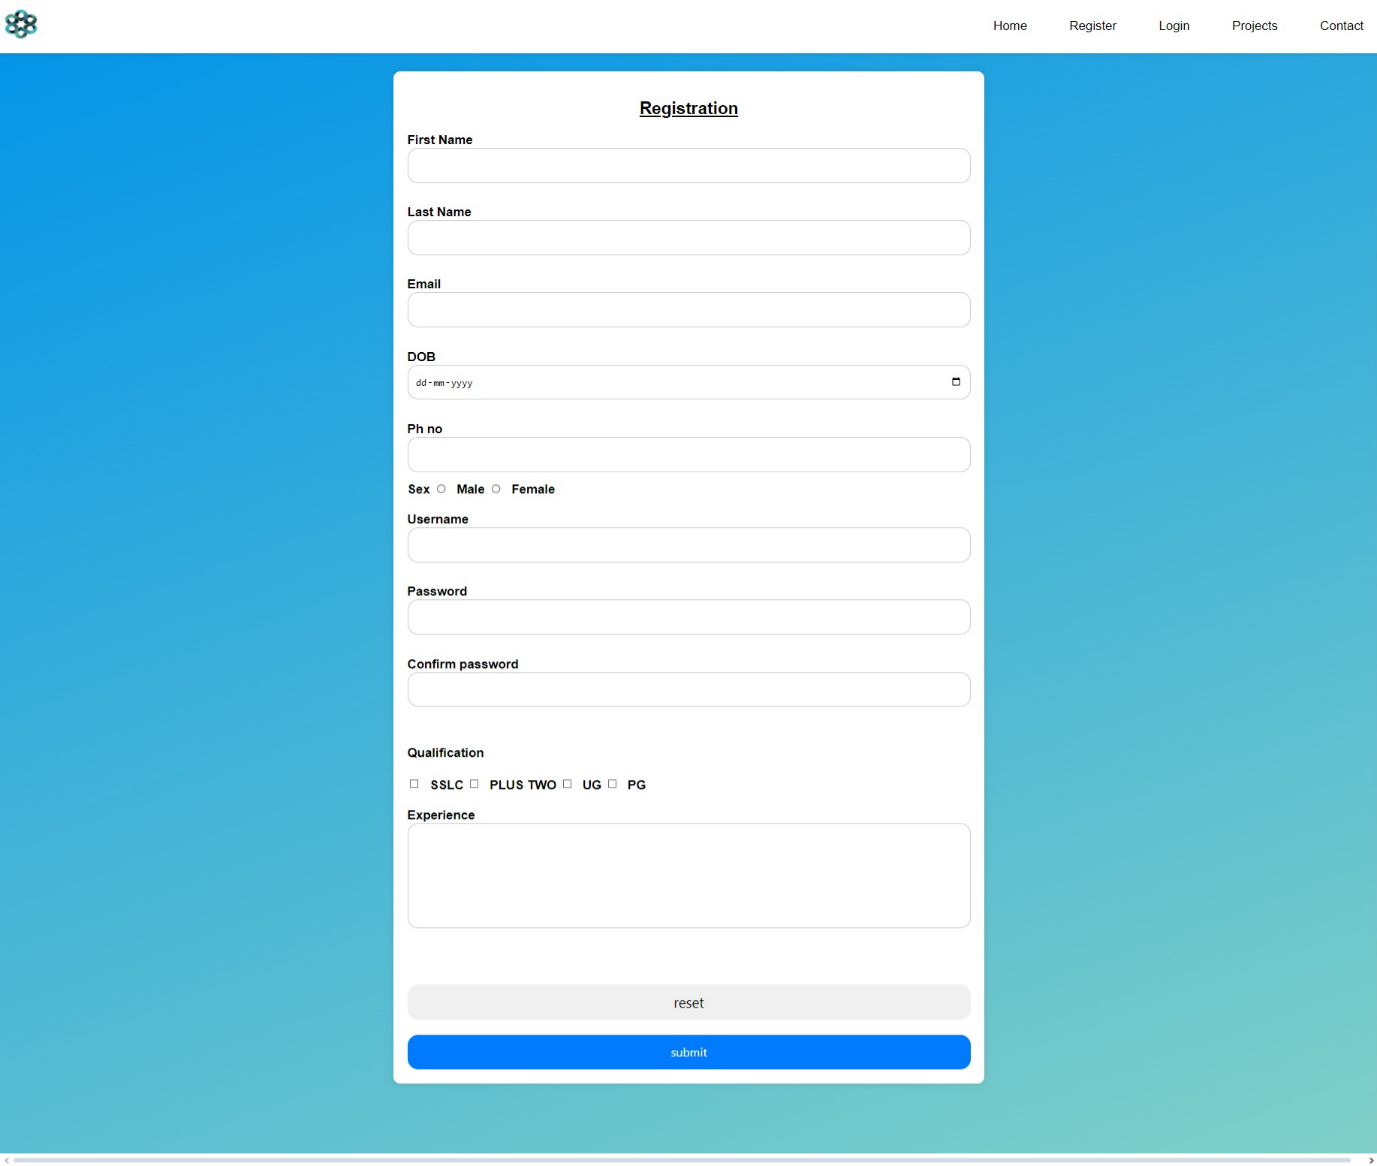 Home Register Login Projects Contact
Registration
First Name
Last Name
Email
DOB
dd-mm-yyyy
Ph no
Sex Male Female
Username
Password
Confirm password
Qualification
SSLC PLUS TWO UG PG
Experience
reset
submit